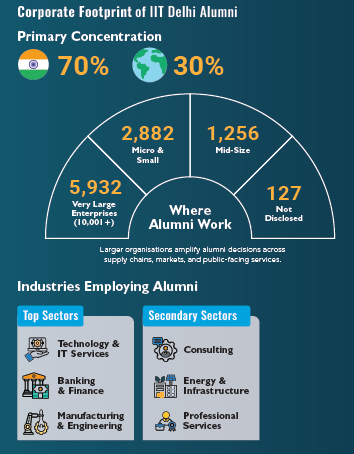 Corporate Footprint of IIT Delhi Alumni
Primary Concentration
70%
30%
2,882
Micro &
Small
1,256
Mid-Size
5,932
Very Large
Enterprises
(10,001+)
127
Not
Disclosed
Where
Alumni Work
Larger organisations amplify alumni decisions across
supply chains, markets, and public-facing services.
Industries Employing Alumni
Top Sectors
Technology &
IT Services
Banking
& Finance
Manufacturing
& Engineering
Secondary Sectors
Consulting
Energy &
Infrastructure
Professional
Services